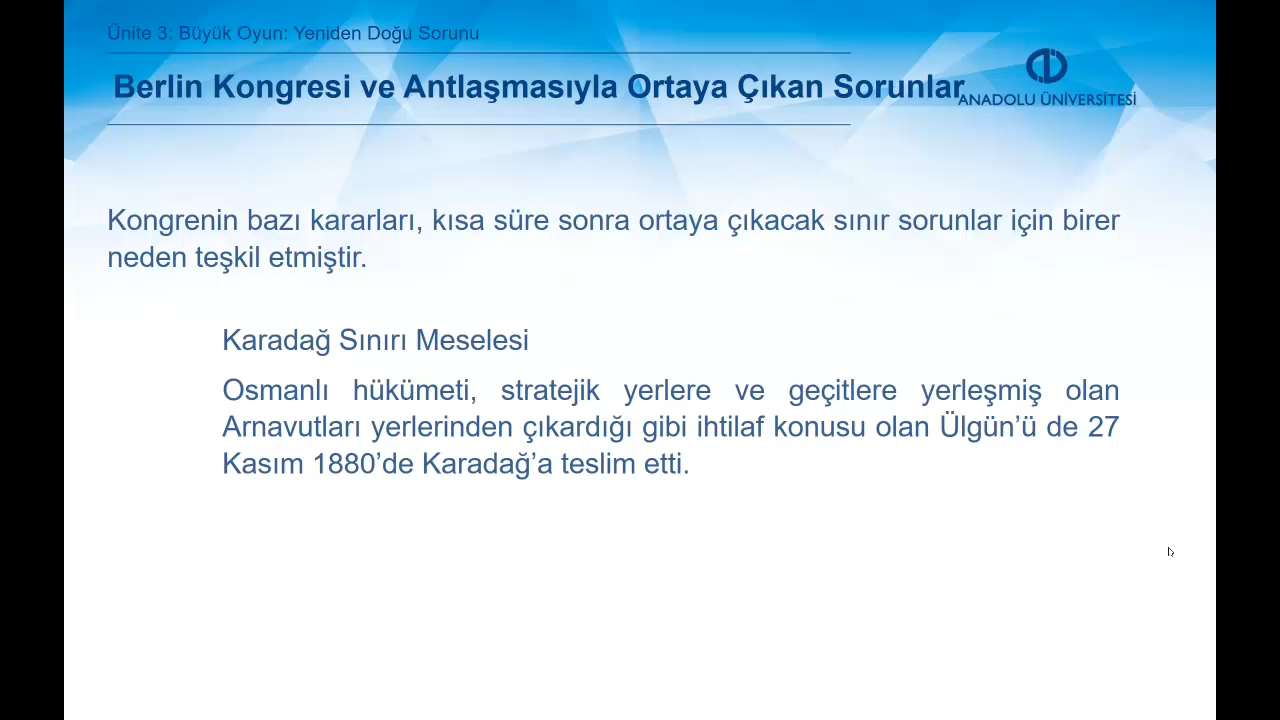 Ünite 3: Büyük Oyun: Yeniden Doğu Sorunu
Berlin Kongresi ve Antlaşmasıyla Ortaya Çıkan Sorunlar
ANADOLU ÜNİVERSİTESİ
Kongrenin bazı kararları, kısa süre sonra ortaya çıkacak sınır sorunlar için birer
neden teşkil etmiştir.
Karadağ Sınırı Meselesi
Osmanlı hükümeti, stratejik yerlere ve geçitlere yerleşmiş olan
Arnavutları yerlerinden çıkardığı gibi ihtilaf konusu olan Ülgün’ü de 27
Kasım 1880’de Karadağ’a teslim etti.